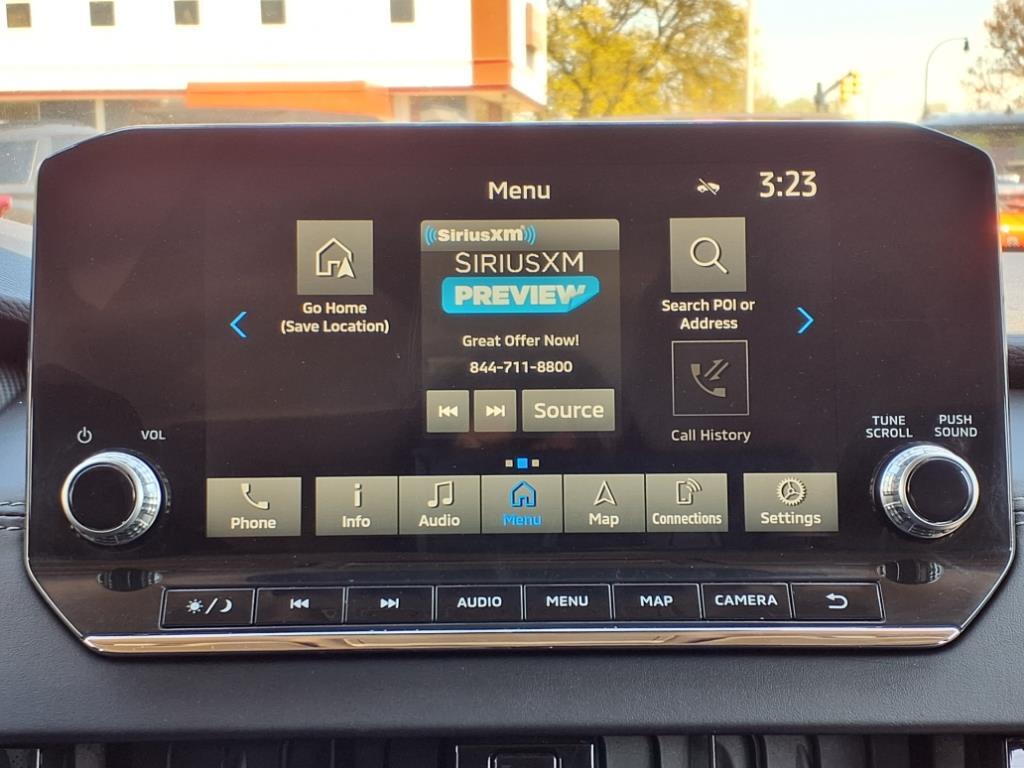 Menu
3:23
SiriusXM
SIRIUSXM
PREVIEW
Go Home
(Save Location)
Search POI or
Address
Great Offer Now!
844-711-8800
Source
Call History
VOL
TUNE
SCROLL
PUSH
SOUND
Phone
Info
Audio
Menu
Map
Connections
Settings
AUDIO
MENU
MAP
CAMERA